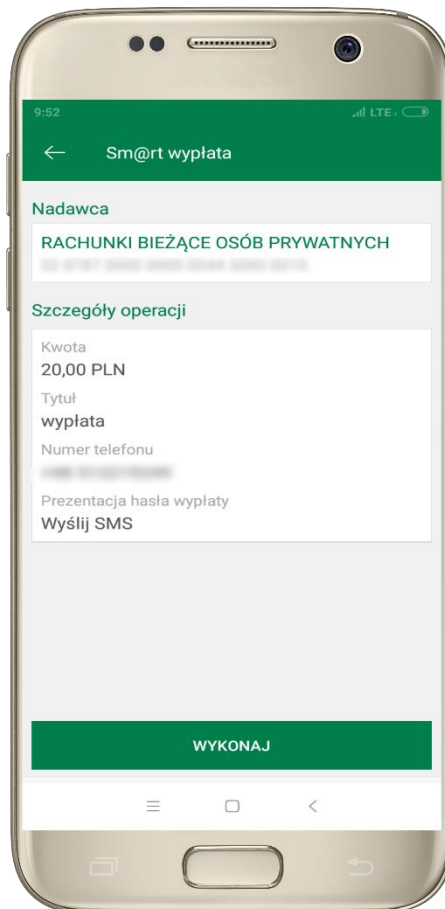 9:52
LTE
Sm@rt wypłata
Nadawca
RACHUNKI BIEŻĄCE OSÓB PRYWATNYCH
Szczegóły operacji
Kwota
20,00 PLN
Tytuł
wypłata
Numer telefonu
Prezentacja hasła wypłaty
Wyślij SMS
WYKONAJ